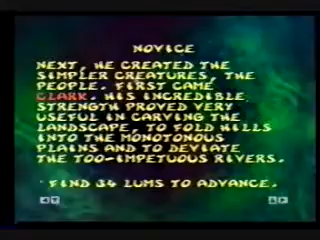 NOVICE
NEXT, HE CREATED THE
SIMPLER CREATURES, THE
PEOPLE. FIRST CAME
CLARK. HIS INCREDIBLE
STRENGTH PROVED VERY
USEFUL IN CARVING THE
LANDSCAPE, TO FOLD HILLS
INTO THE MONOTONOUS
PLAINS AND TO DEVIATE
THE TOO-IMPETUOUS RIVERS.
FIND 34 LUMS TO ADVANCE.